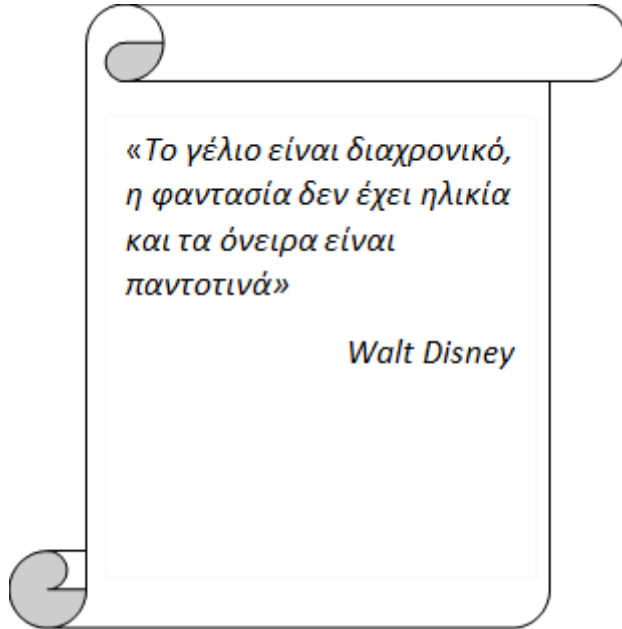 «Το γέλιο είναι διαχρονικό,
η φαντασία δεν έχει ηλικία
και τα όνειρα είναι
παντοτινά»
Walt Disney